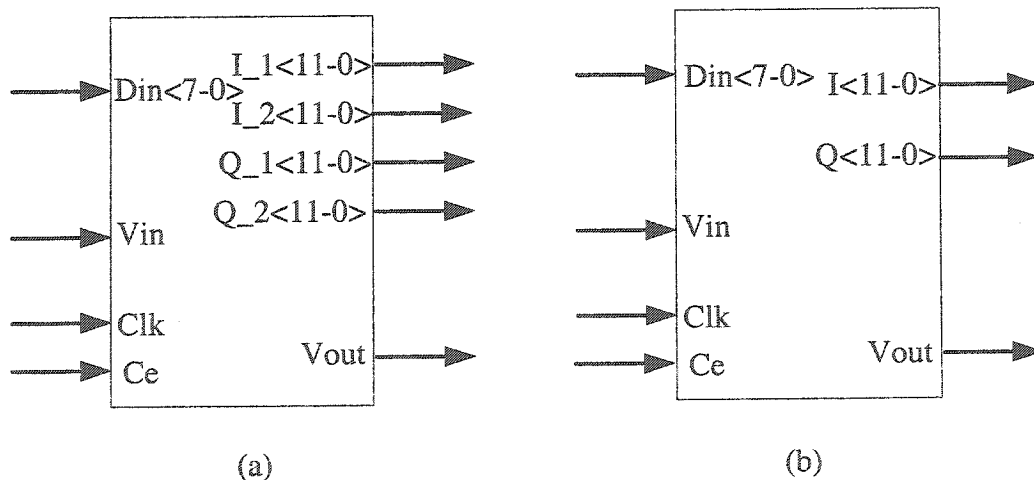 I_1<11-0>
Din<7-0>
I_2<11-0>
Q_1<11-0>
Q_2<11-0>
Vin
Clk
Ce
Vout
(a)
Din<7-0>
I<11-0>
Q<11-0>
Vin
Clk
Ce
Vout
(b)